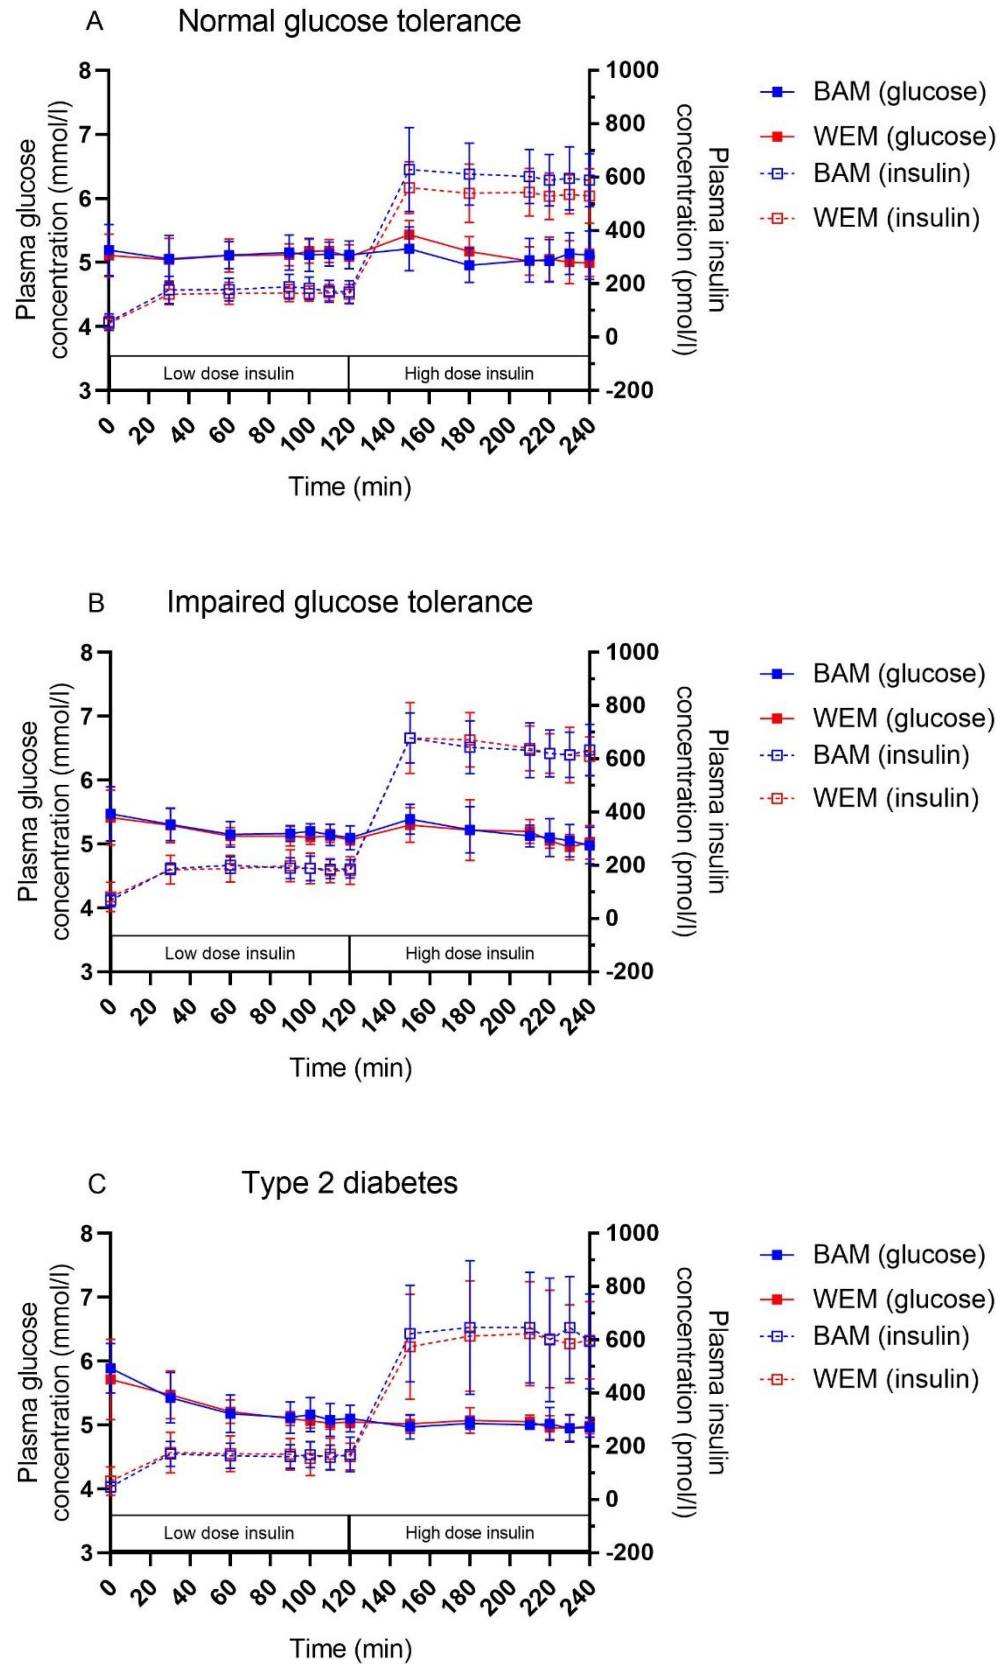 A Normal glucose tolerance
Plasma glucose
concentration (mmol/l)
8
7
6
5
4
3
1000
800
600
400
200
0
-200
Plasma insulin
concentration (pmol/l)
BAM (glucose)
WEM (glucose)
BAM (insulin)
WEM (insulin)
Low dose insulin High dose insulin
0 20 40 60 80 100 120 140 160 180 200 220 240
Time (min)
B Impaired glucose tolerance
Plasma glucose
concentration (mmol/l)
8
7
6
5
4
3
1000
800
600
400
200
0
-200
Plasma insulin
concentration (pmol/l)
BAM (glucose)
WEM (glucose)
BAM (insulin)
WEM (insulin)
Low dose insulin High dose insulin
0 20 40 60 80 100 120 140 160 180 200 220 240
Time (min)
C Type 2 diabetes
Plasma glucose
concentration (mmol/l)
8
7
6
5
4
3
1000
800
600
400
200
0
-200
Plasma insulin
concentration (pmol/l)
BAM (glucose)
WEM (glucose)
BAM (insulin)
WEM (insulin)
Low dose insulin High dose insulin
0 20 40 60 80 100 120 140 160 180 200 220 240
Time (min)